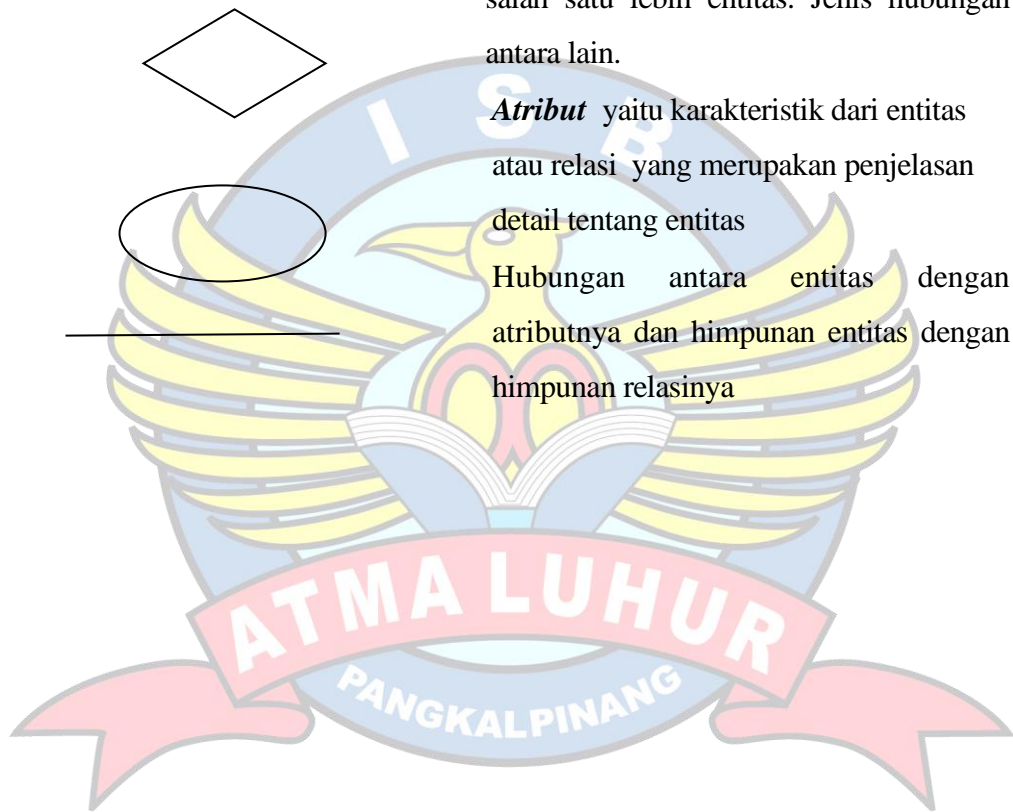 salah satu lebih entitas. Jenis hubungan
antara lain.
Atribut yaitu karakteristik dari entitas
atau relasi yang merupakan penjelasan
detail tentang entitas
Hubungan antara entitas dengan
atributnya dan himpunan entitas dengan
himpunan relasinya
I S B
ATMA LUHUR
PANGKALPINANG